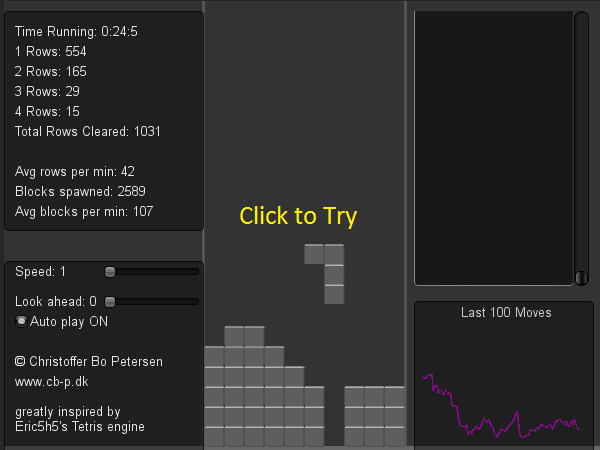 Time Running: 0:24:5
1 Rows: 554
2 Rows: 165
3 Rows: 29
4 Rows: 15
Total Rows Cleared: 1031
Avg rows per min: 42
Blocks spawned: 2589
Avg blocks per min: 107
Click to Try
Speed: 1
Look ahead: 0
Auto play ON
© Christoffer Bo Petersen
www.cb-p.dk
greatly inspired by
Eric5h5's Tetris engine
Last 100 Moves